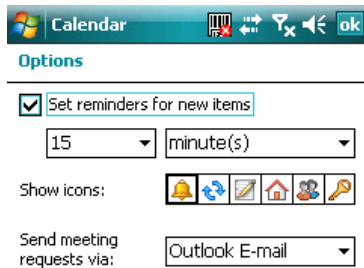 Calendar ok
Options
Set reminders for new items
15 minute(s)
Show icons:
Send meeting
requests via:
Outlook E-mail